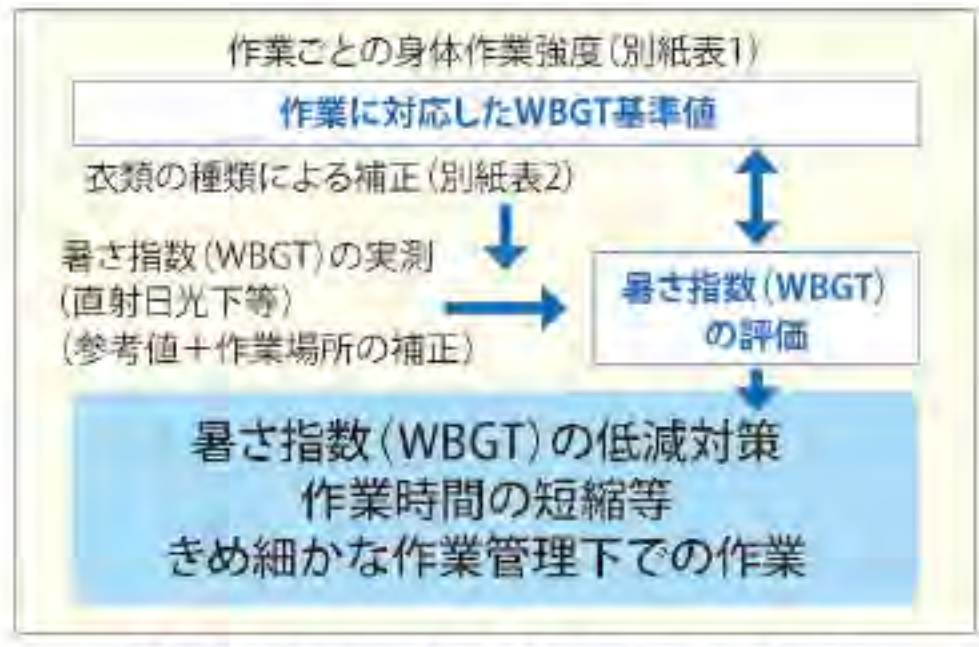 作業ごとの身体作業強度(別紙表1)
作業に対応したWBGT基準値
衣類の種類による補正(別紙表2)
暑さ指数(WBGT)の実測
(直射日光下等)
(参考値+作業場所の補正)
暑さ指数(WBGT)
の評価
暑さ指数(WBGT)の低減対策
作業時間の短縮等
きめ細かな作業管理下での作業